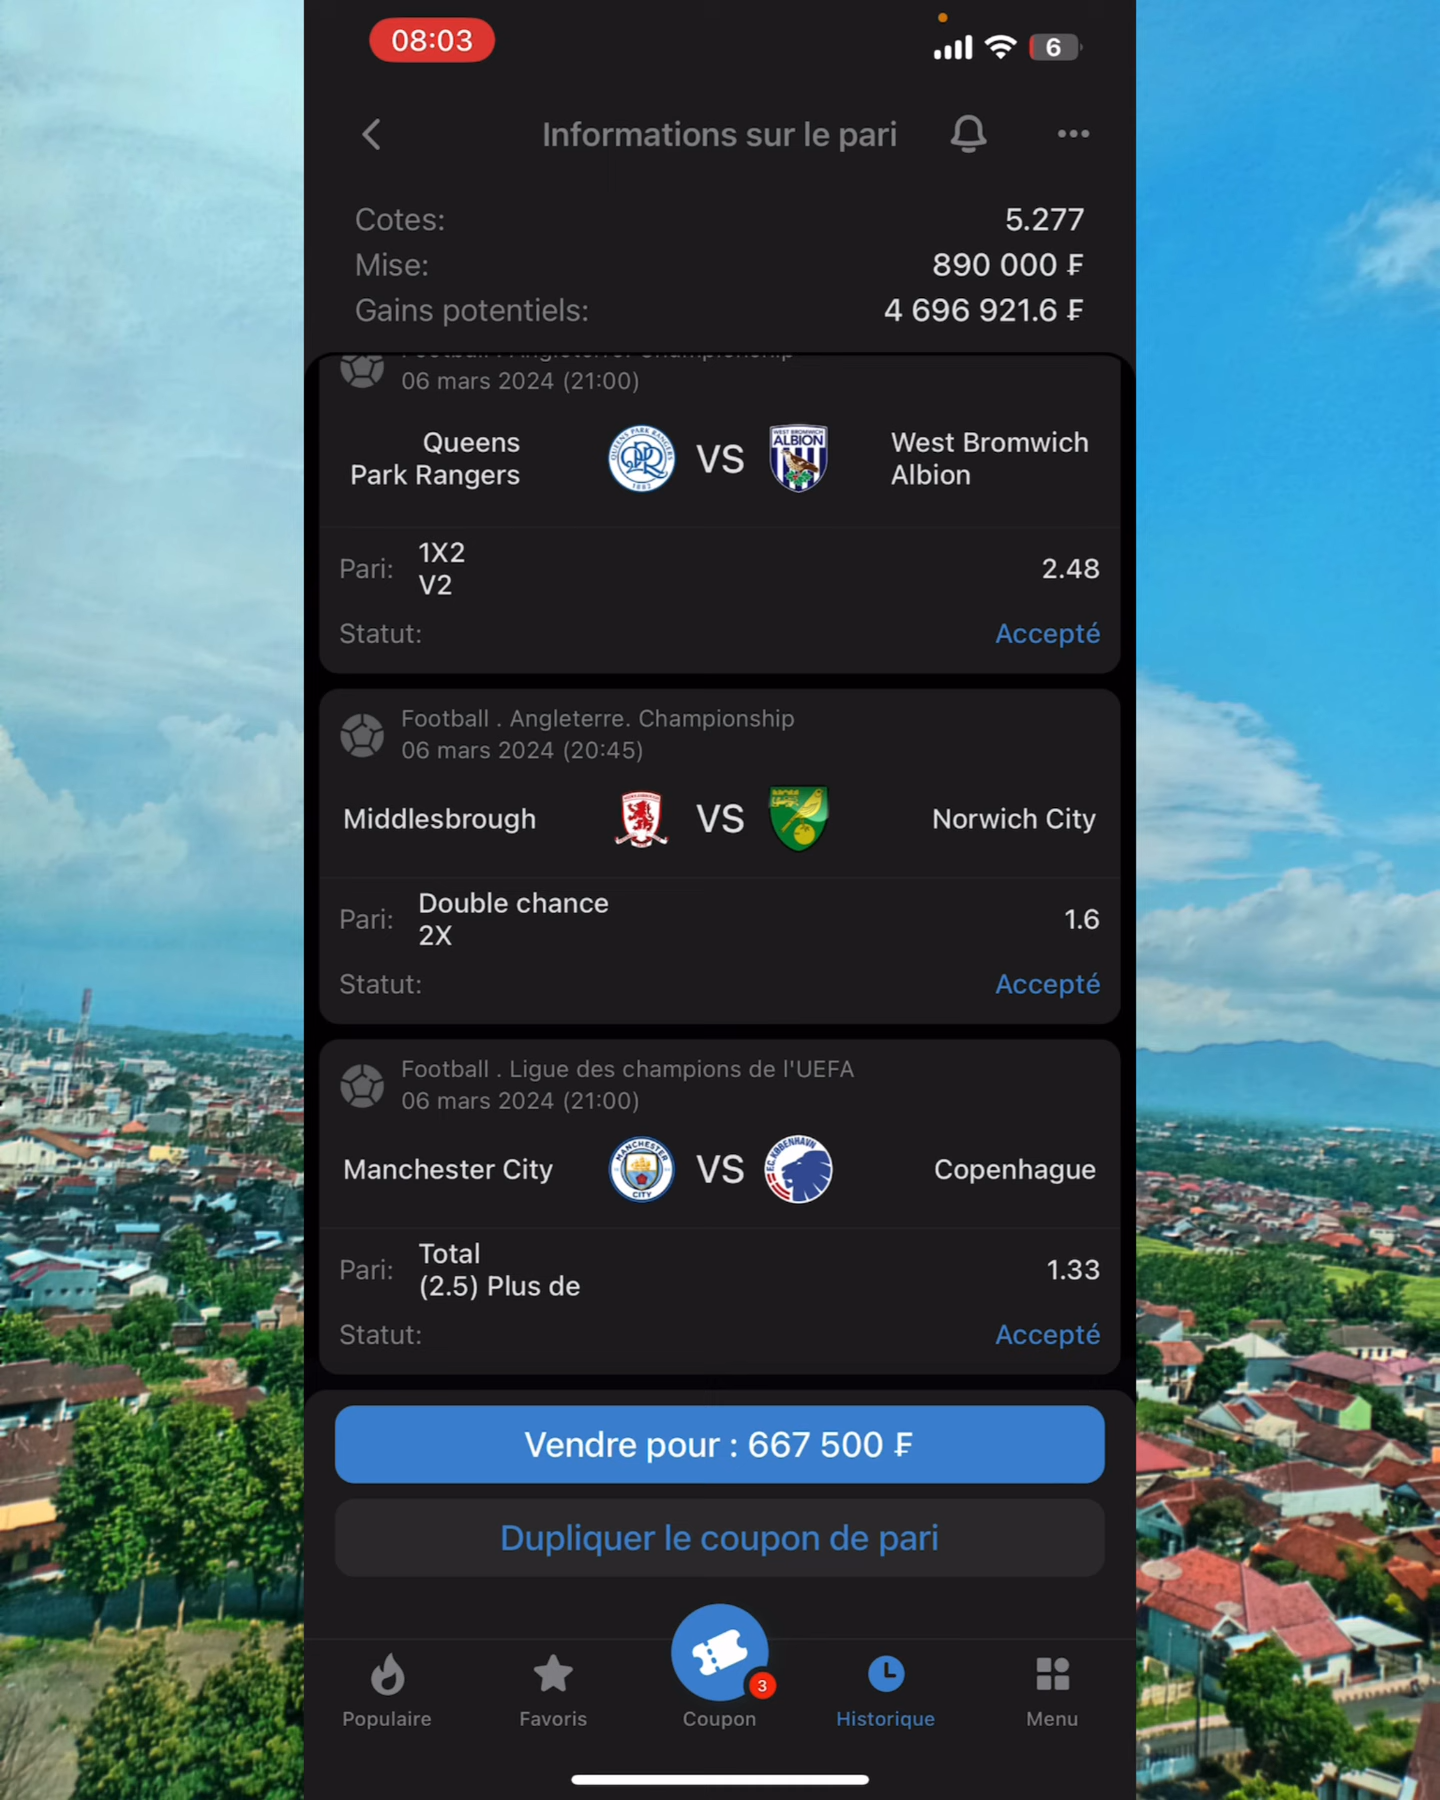 08:03
6
Informations sur le pari
Cotes: 5.277
Mise: 890 000 ₣
Gains potentiels: 4 696 921.6 ₣
Football . Angleterre. Championship
06 mars 2024 (21:00)
Queens
Park Rangers
VS
West Bromwich
Albion
Pari: 1X2
V2
2.48
Statut: Accepté
Football . Angleterre. Championship
06 mars 2024 (20:45)
Middlesbrough VS Norwich City
Pari: Double chance
2X
1.6
Statut: Accepté
Football . Ligue des champions de l'UEFA
06 mars 2024 (21:00)
Manchester City VS Copenhague
Pari: Total
(2.5) Plus de
1.33
Statut: Accepté
Vendre pour : 667 500 ₣
Dupliquer le coupon de pari
3
Populaire Favoris Coupon Historique Menu